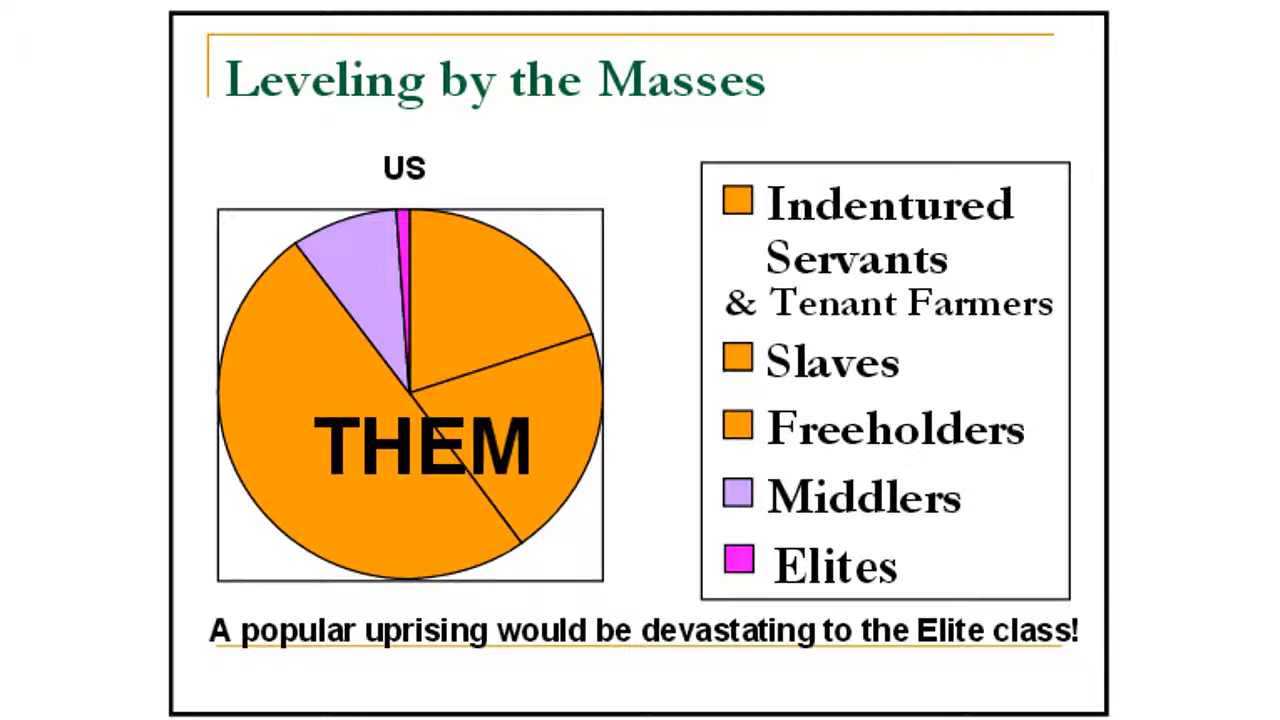 Leveling by the Masses
US
THEM
Indentured
Servants
& Tenant Farmers
Slaves
Freeholders
Middlers
Elites
A popular uprising would be devastating to the Elite class!